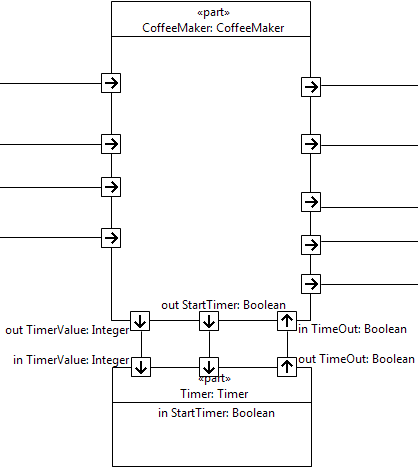 «part»
CoffeeMaker: CoffeeMaker
out StartTimer: Boolean
out TimerValue: Integer
in TimeOut: Boolean
in TimerValue: Integer
out TimeOut: Boolean
«part»
Timer: Timer
in StartTimer: Boolean